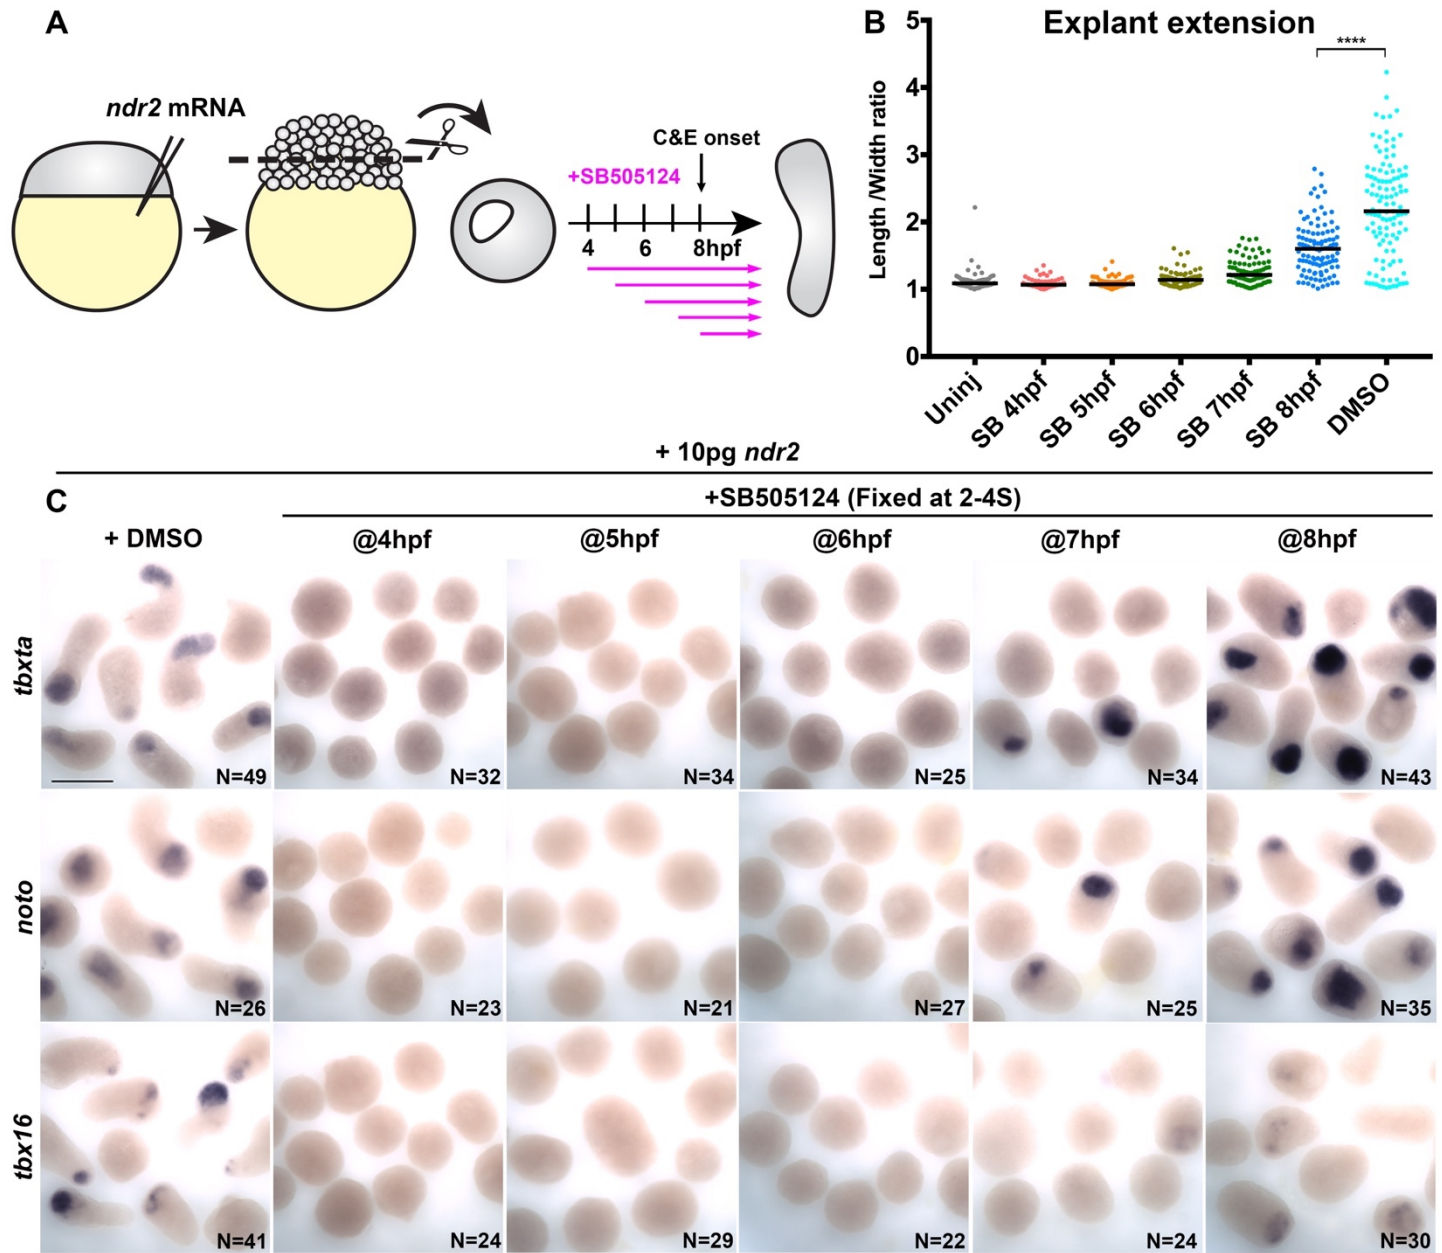 A
ndr2 mRNA
+SB505124
C&E onset
4
6
8hpf
B
Explant extension
****
Length /Width ratio
5
4
3
2
1
0
Uninj
SB 4hpf
SB 5hpf
SB 6hpf
SB 7hpf
SB 8hpf
DMSO
+ 10pg ndr2
C
+SB505124 (Fixed at 2-4S)
+ DMSO
@4hpf
@5hpf
@6hpf
@7hpf
@8hpf
tbxta
N=49
N=32
N=34
N=25
N=34
N=43
noto
N=26
N=23
N=21
N=27
N=25
N=35
tbx16
N=41
N=24
N=29
N=22
N=24
N=30